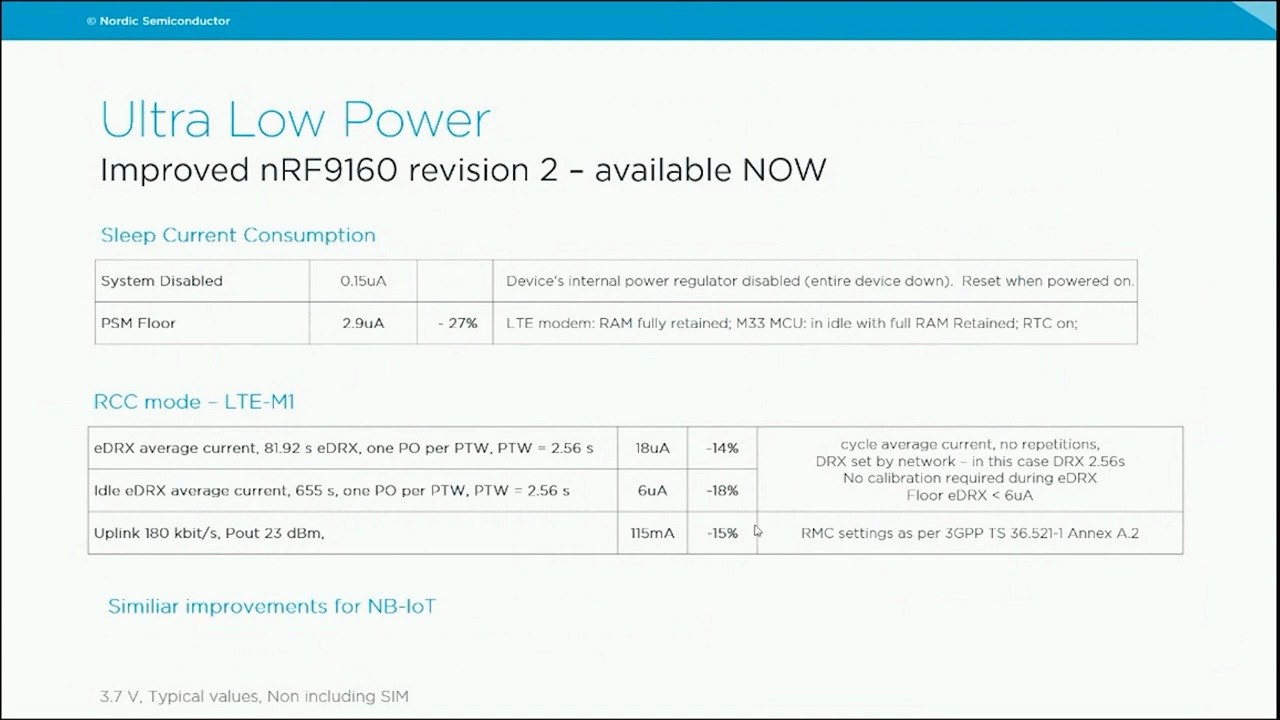 © Nordic Semiconductor
Ultra Low Power
Improved nRF9160 revision 2 – available NOW
Sleep Current Consumption
System Disabled 0.15uA Device's internal power regulator disabled (entire device down). Reset when powered on.
PSM Floor 2.9uA - 27% LTE modem: RAM fully retained; M33 MCU: in idle with full RAM Retained; RTC on;
RCC mode – LTE-M1
eDRX average current, 81.92 s eDRX, one PO per PTW, PTW = 2.56 s 18uA -14%
Idle eDRX average current, 655 s, one PO per PTW, PTW = 2.56 s 6uA -18%
cycle average current, no repetitions,
DRX set by network – in this case DRX 2.56s
No calibration required during eDRX
Floor eDRX < 6uA
Uplink 180 kbit/s, Pout 23 dBm, 115mA -15% RMC settings as per 3GPP TS 36.521-1 Annex A.2
Similiar improvements for NB-IoT
3.7 V, Typical values, Non including SIM